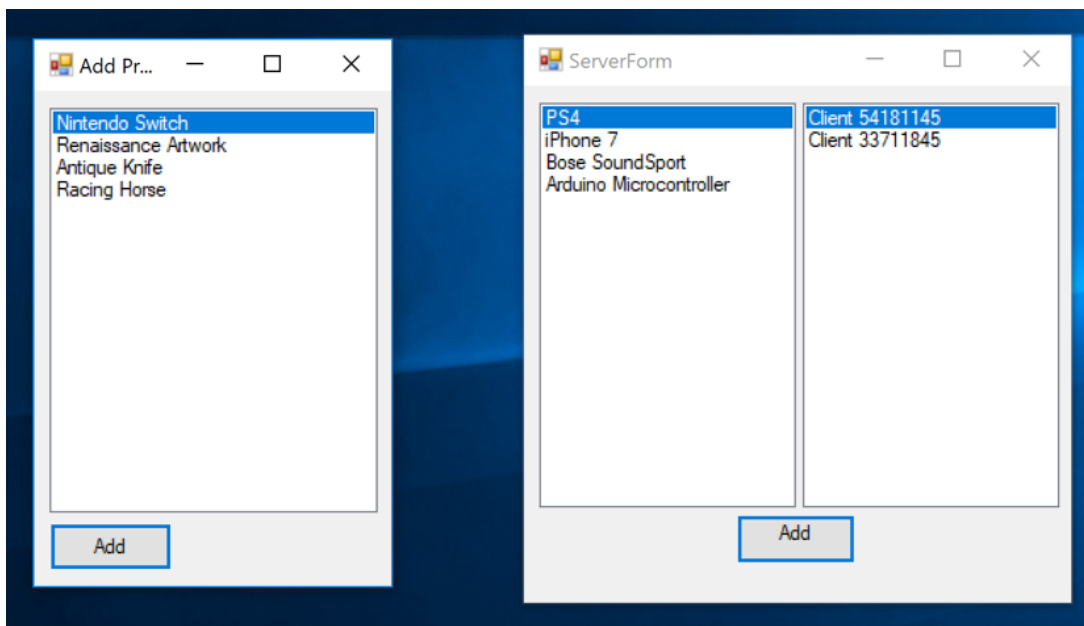 Add Pr...
Nintendo Switch
Renaissance Artwork
Antique Knife
Racing Horse
Add
ServerForm
PS4
iPhone 7
Bose SoundSport
Arduino Microcontroller
Client 54181145
Client 33711845
Add